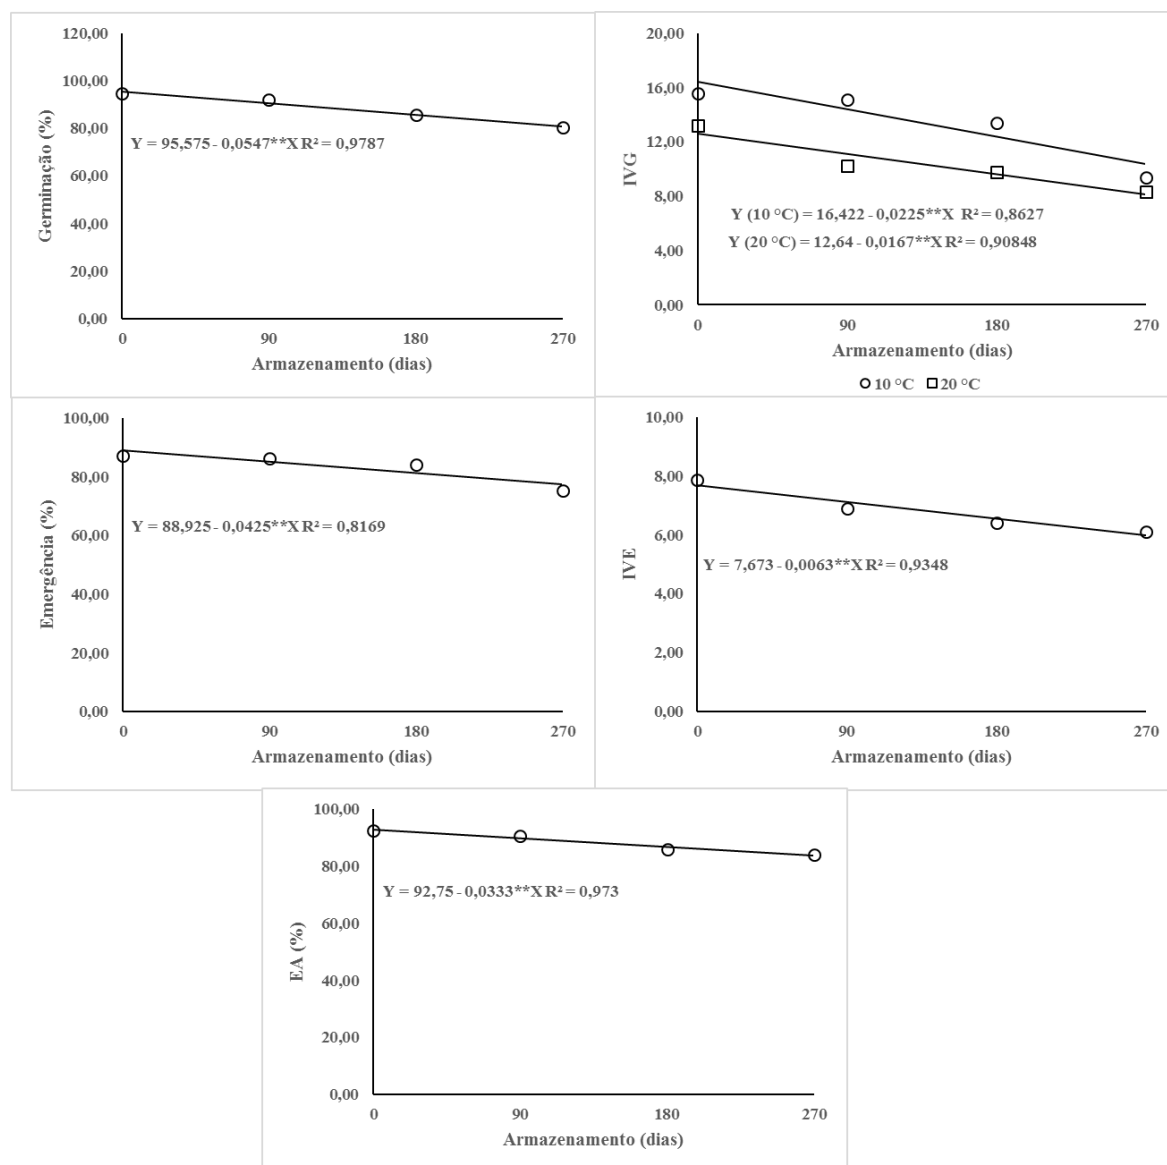 120,00
100,00
80,00
60,00
40,00
20,00
0,00
Germinação (%)
Y = 95,575 - 0,0547**X R² = 0,9787
0 90 180 270
Armazenamento (dias)
20,00
16,00
12,00
8,00
4,00
0,00
IVG
Y (10 °C) = 16,422 - 0,0225**X R² = 0,8627
Y (20 °C) = 12,64 - 0,0167**X R² = 0,90848
0 90 180 270
Armazenamento (dias)
10 °C 20 °C
100,00
80,00
60,00
40,00
20,00
0,00
Emergência (%)
Y = 88,925 - 0,0425**X R² = 0,8169
0 90 180 270
Armazenamento (dias)
10,00
8,00
6,00
4,00
2,00
0,00
IVE
Y = 7,673 - 0,0063**X R² = 0,9348
0 90 180 270
Armazenamento (dias)
100,00
80,00
60,00
40,00
20,00
0,00
EA (%)
Y = 92,75 - 0,0333**X R² = 0,973
0 90 180 270
Armazenamento (dias)